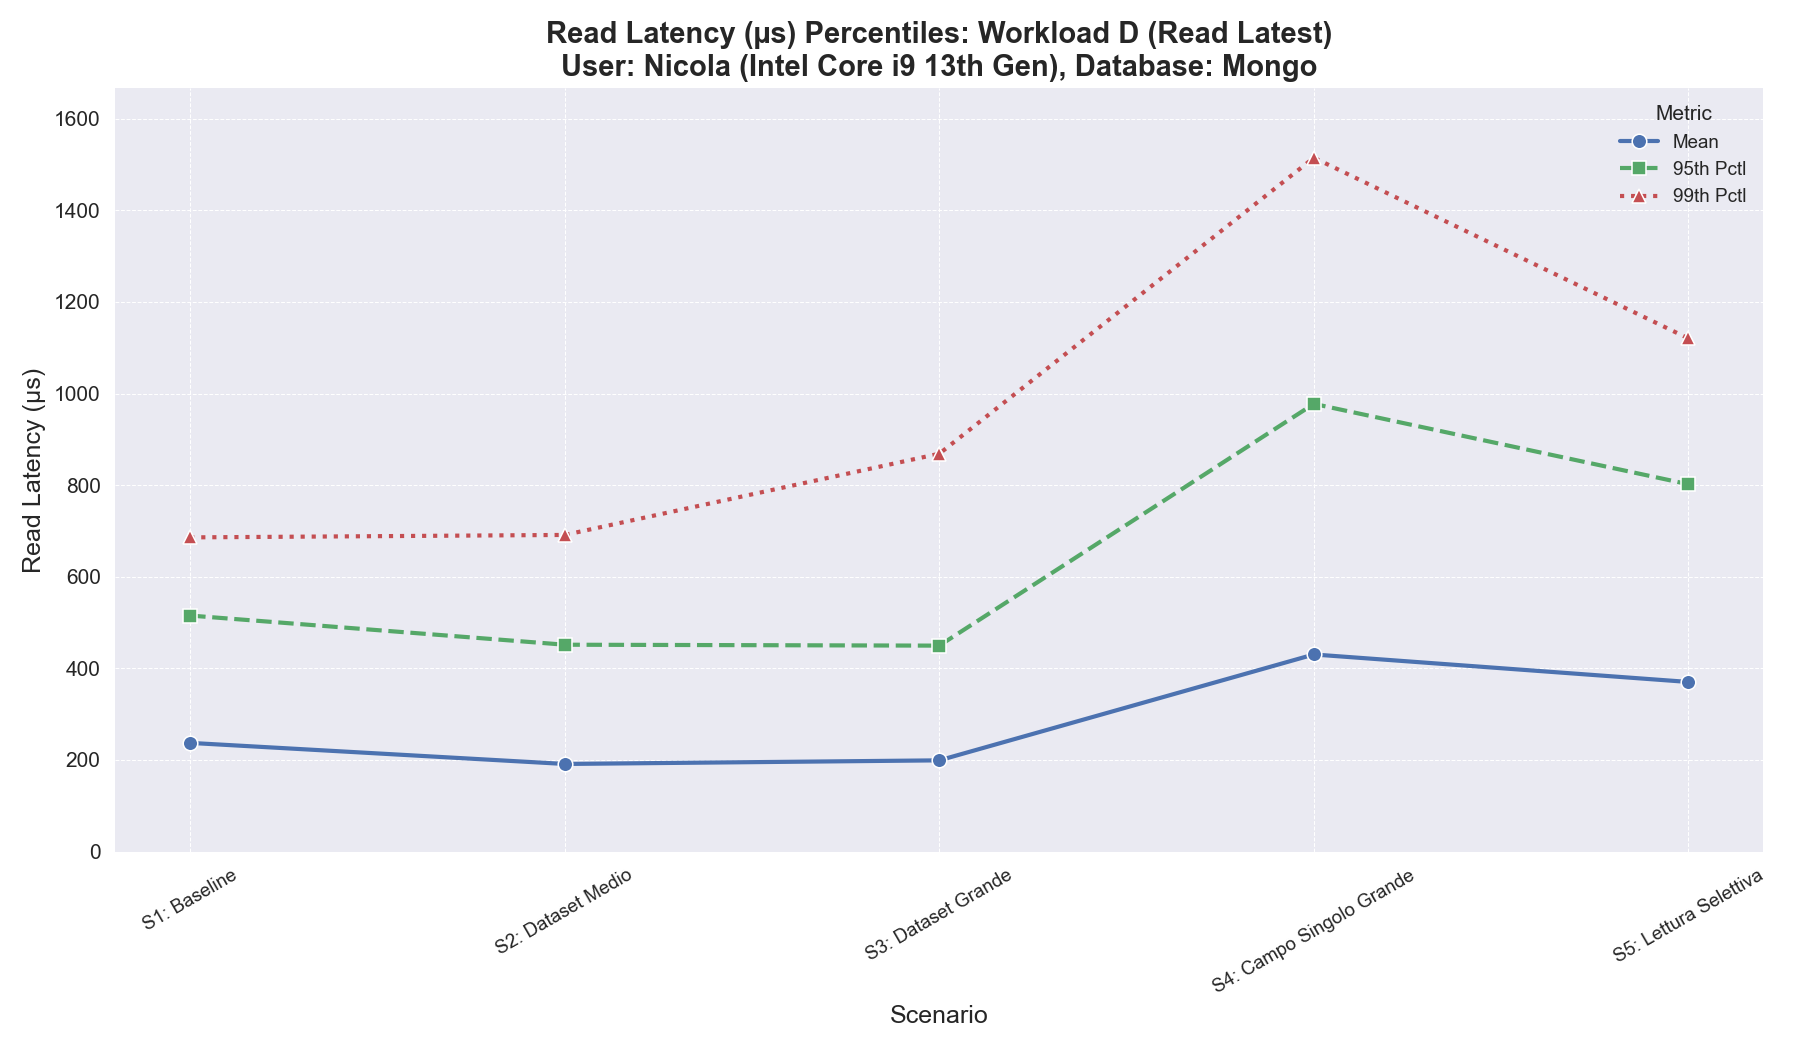 Read Latency (µs) Percentiles: Workload D (Read Latest)
User: Nicola (Intel Core i9 13th Gen), Database: Mongo
Metric
Mean
95th Pctl
99th Pctl
Read Latency (µs)
1600
1400
1200
1000
800
600
400
200
0
S1: Baseline
S2: Dataset Medio
S3: Dataset Grande
S4: Campo Singolo Grande
S5: Lettura Selettiva
Scenario